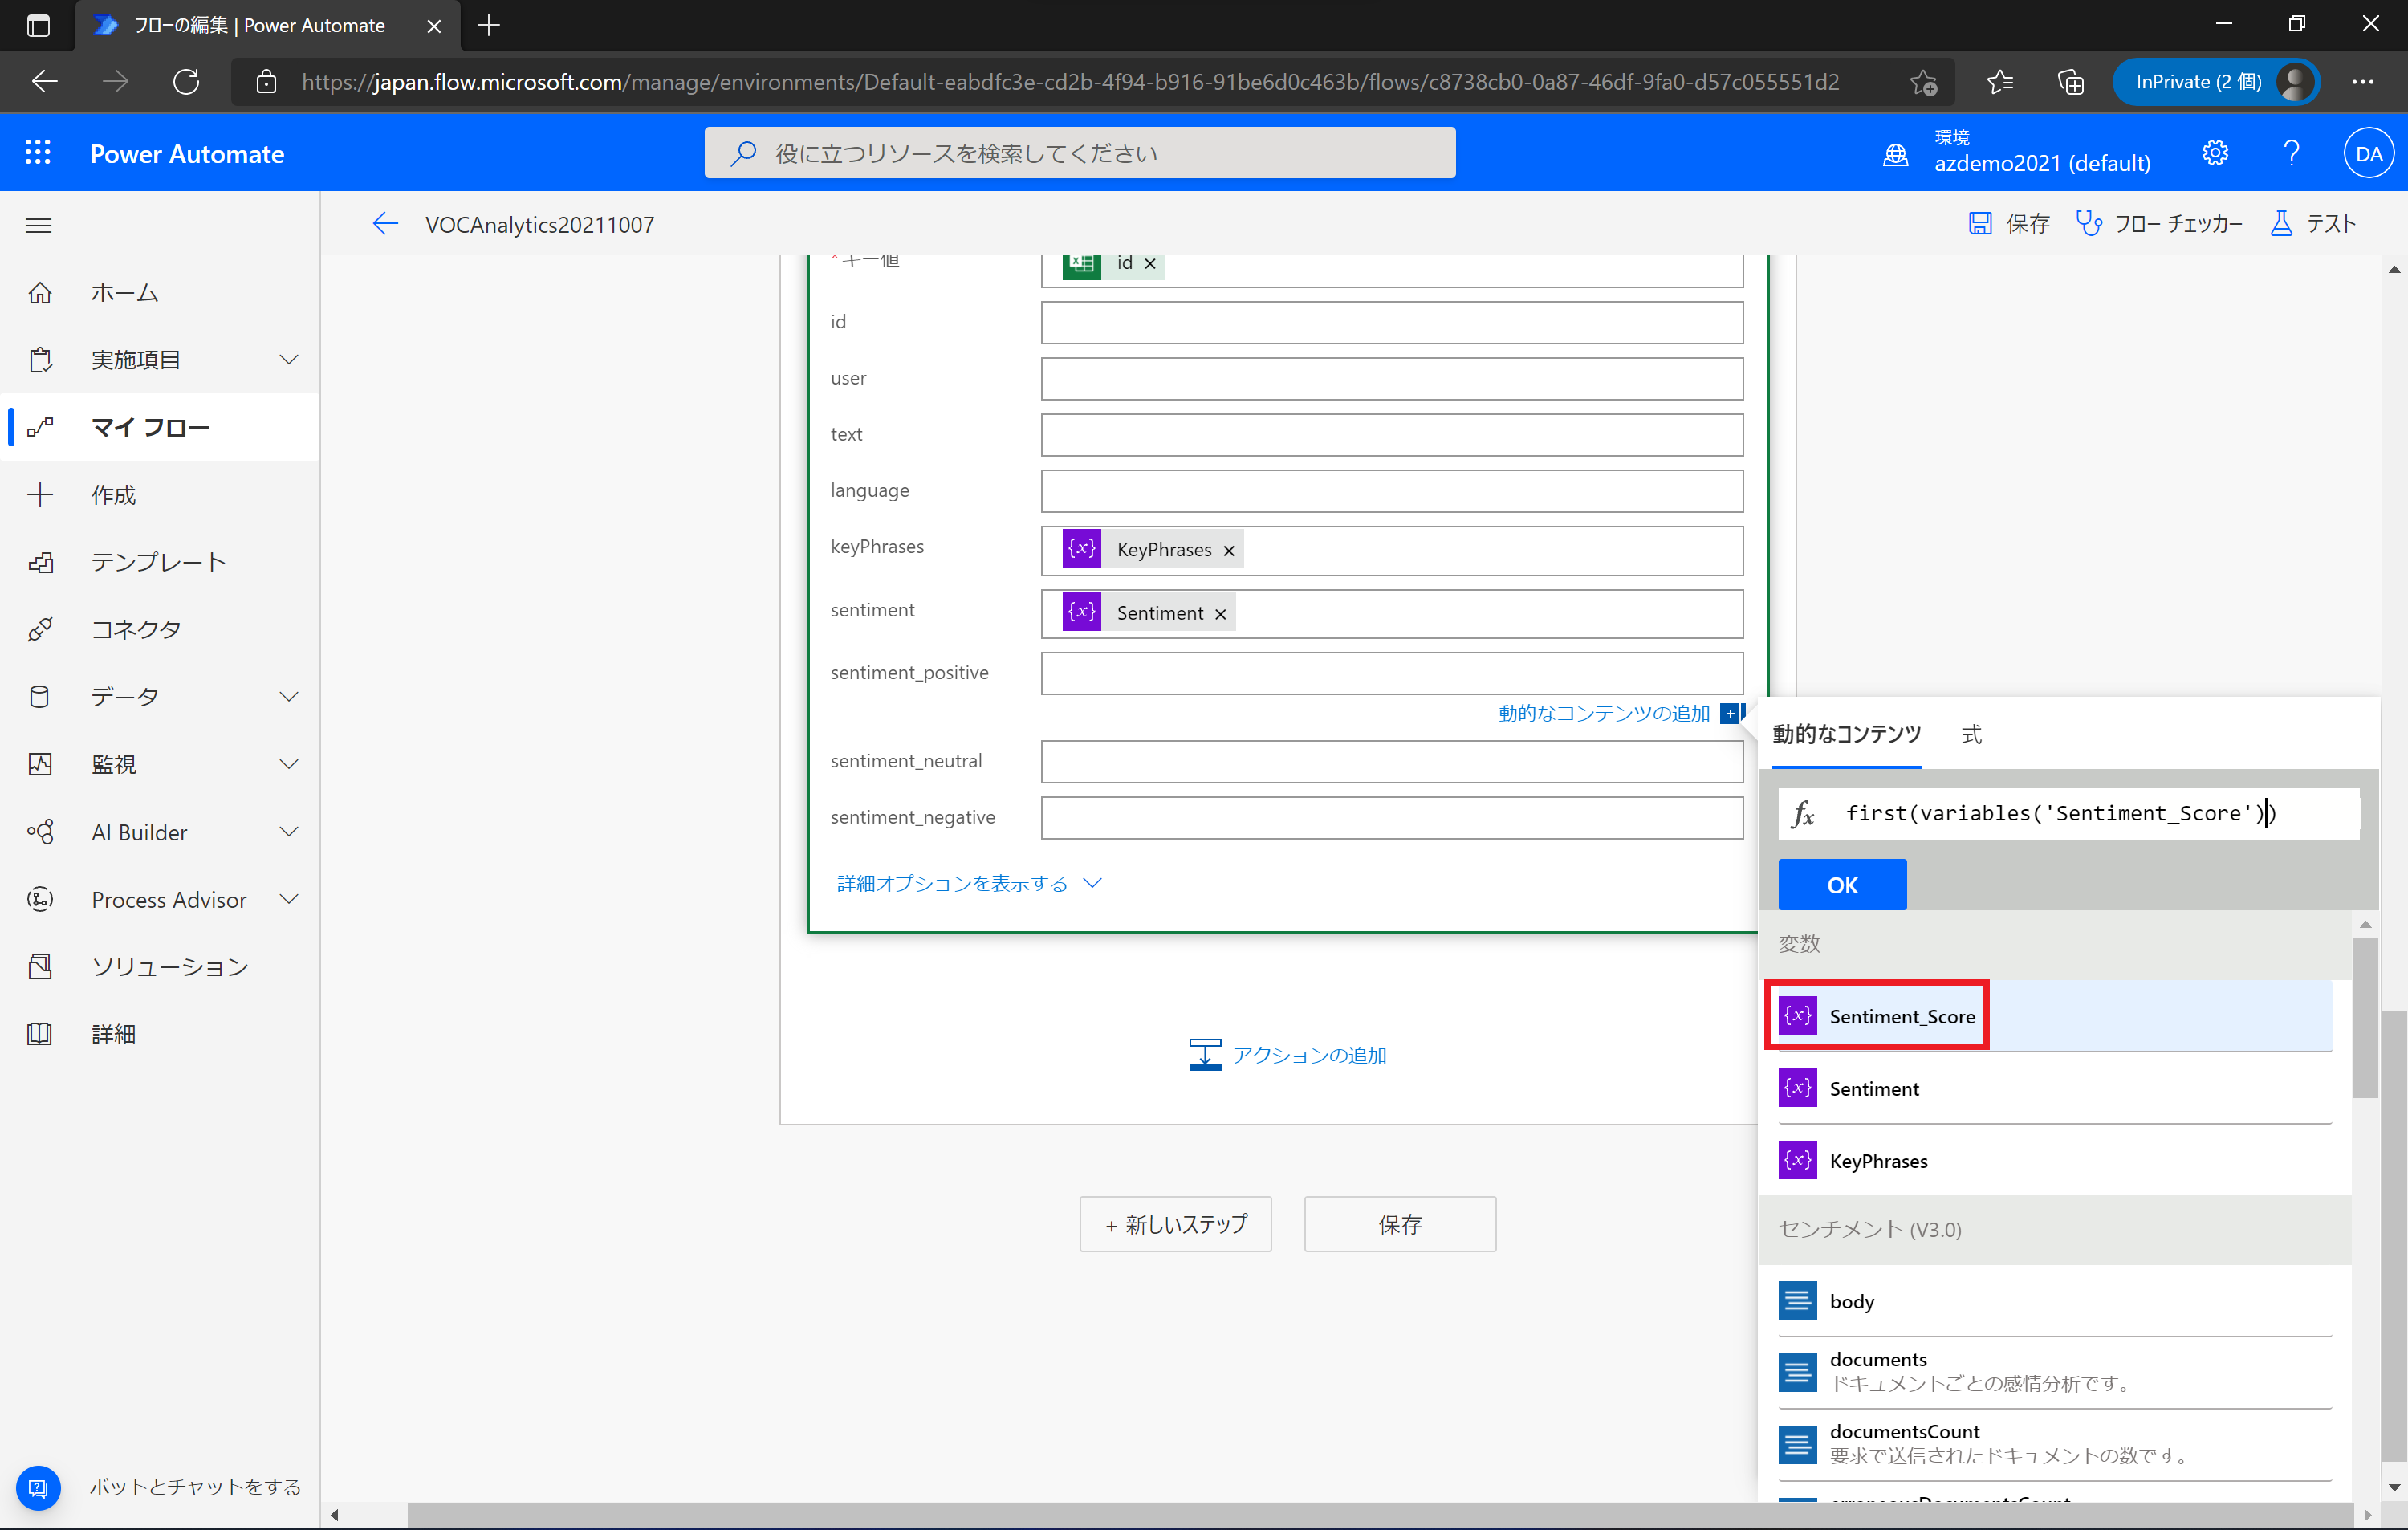 フローの編集 | Power Automate
https://japan.flow.microsoft.com/manage/environments/Default-eabdfc3e-cd2b-4f94-b916-91be6d0c463b/flows/c8738cb0-0a87-46df-9fa0-d57c055551d2
InPrivate (2 個)
Power Automate
役に立つリソースを検索してください
環境
azdemo2021 (default)
DA
VOCAnalytics20211007
保存
フロー チェッカー
テスト
ホーム
実施項目
マイ フロー
作成
テンプレート
コネクタ
データ
監視
AI Builder
Process Advisor
ソリューション
詳細
ボットとチャットをする
* キー値
id ×
id
user
text
language
keyPhrases
{x} KeyPhrases ×
sentiment
{x} Sentiment ×
sentiment_positive
動的なコンテンツの追加 +
sentiment_neutral
sentiment_negative
詳細オプションを表示する
アクションの追加
+ 新しいステップ
保存
動的なコンテンツ
式
fx first(variables('Sentiment_Score'))
OK
変数
{x} Sentiment_Score
{x} Sentiment
{x} KeyPhrases
センチメント (V3.0)
body
documents
ドキュメントごとの感情分析です。
documentsCount
要求で送信されたドキュメントの数です。